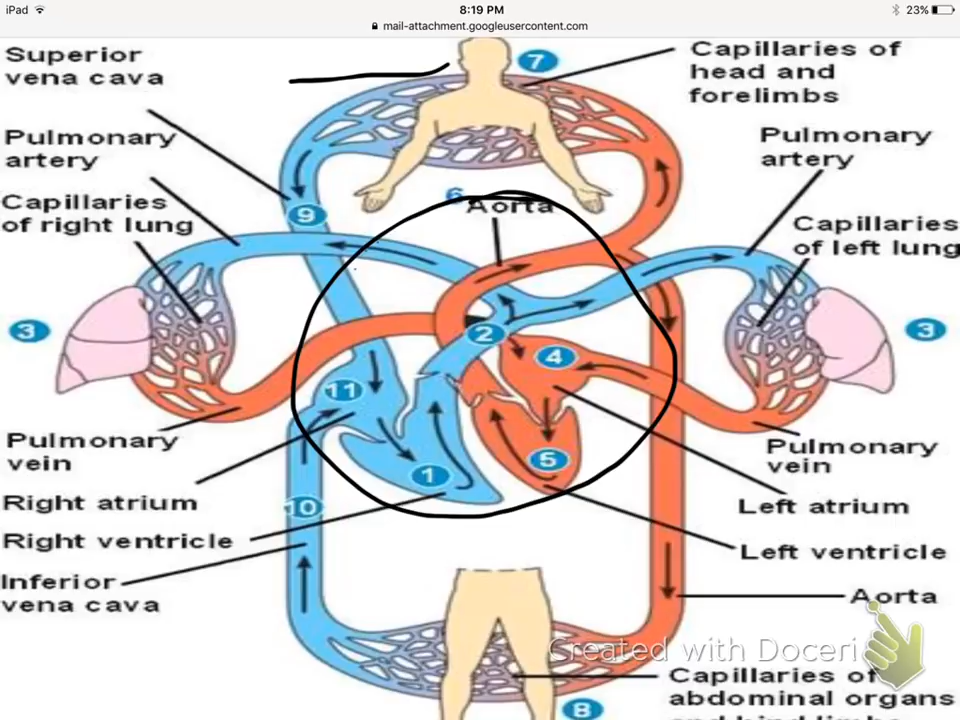 iPad
8:19 PM
23%
mail-attachment.googleusercontent.com
Superior
vena cava
7
Capillaries of
head and
forelimbs
Pulmonary
artery
Pulmonary
artery
Capillaries
of right lung
9
6
Aorta
Capillaries
of left lung
3
2
4
3
11
Pulmonary
vein
1
5
Pulmonary
vein
Right atrium
10
Left atrium
Right ventricle
Left ventricle
Inferior
vena cava
Aorta
Created with Doceri
Capillaries of
abdominal organs
and hind limbs
8